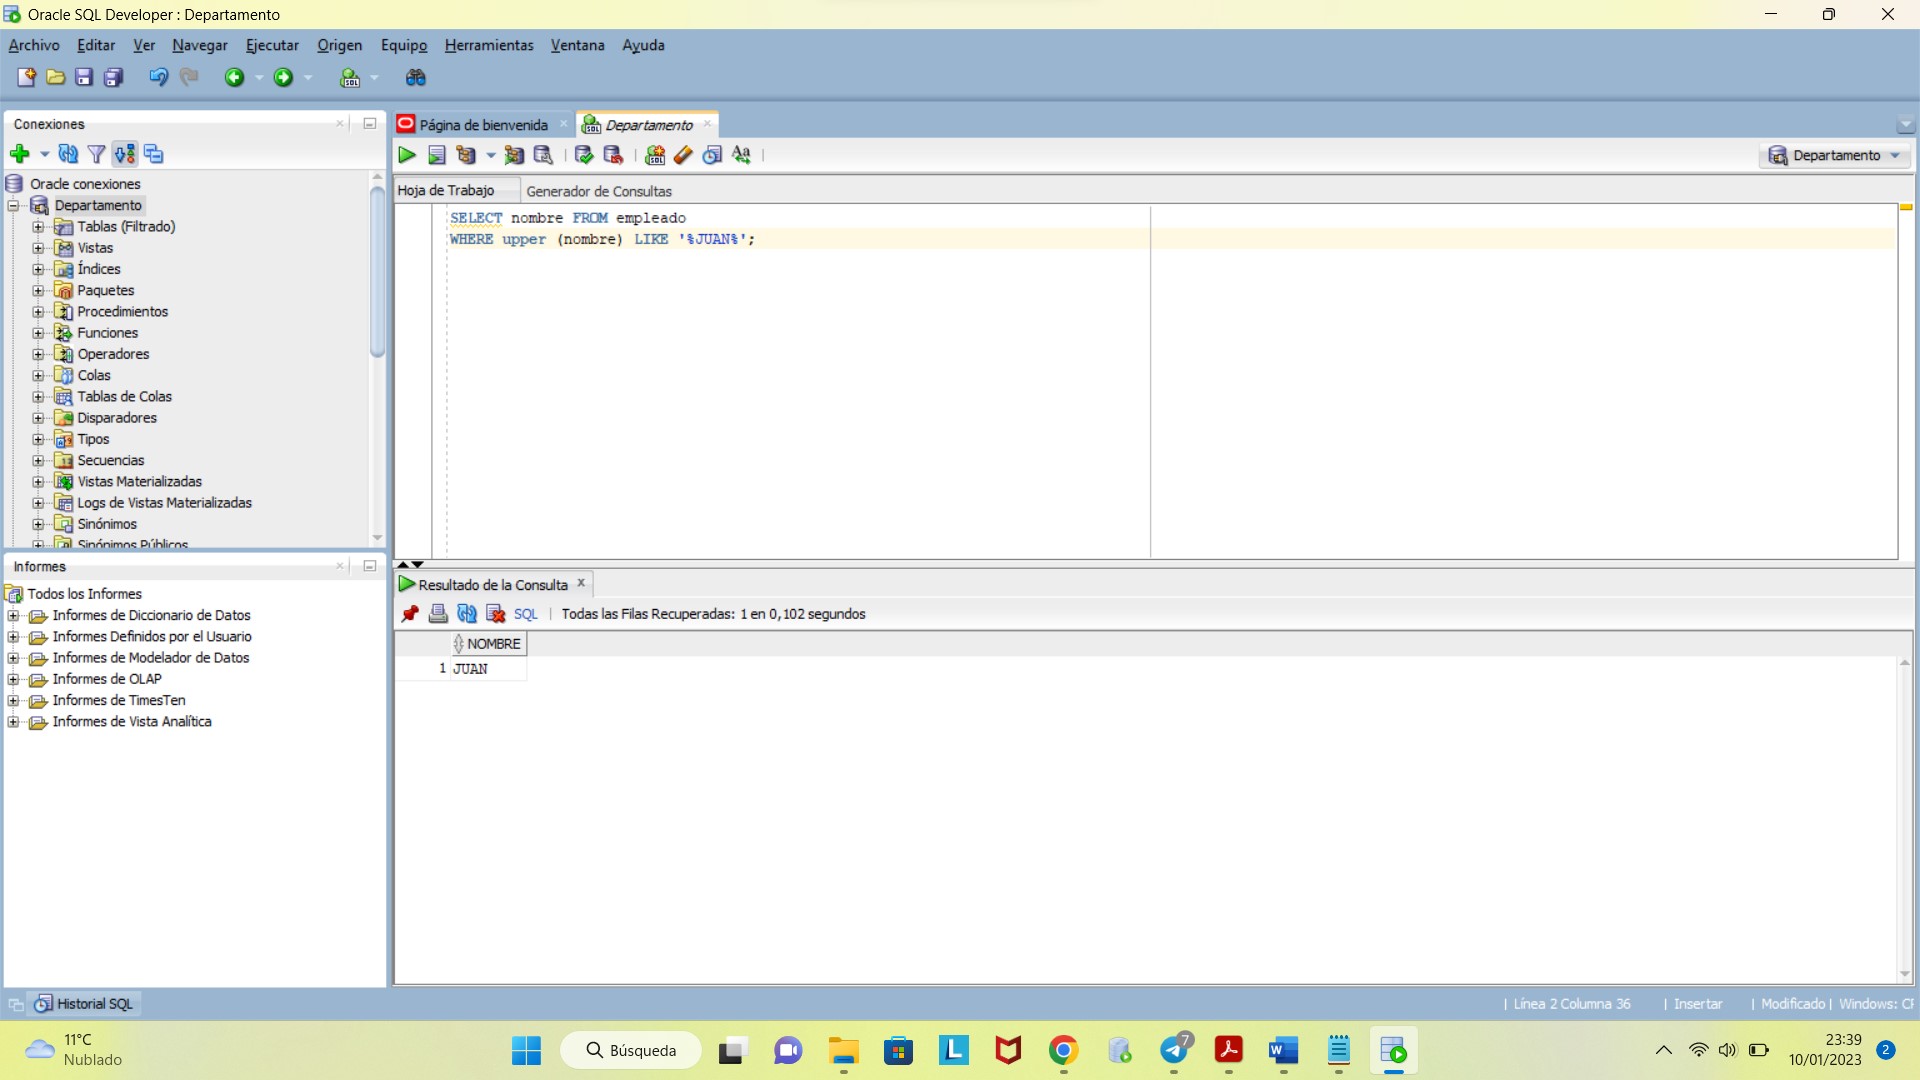 Oracle SQL Developer : Departamento
Archivo Editar Ver Navegar Ejecutar Origen Equipo Herramientas Ventana Ayuda
Conexiones
Oracle conexiones
Departamento
Tablas (Filtrado)
Vistas
Índices
Paquetes
Procedimientos
Funciones
Operadores
Colas
Tablas de Colas
Disparadores
Tipos
Secuencias
Vistas Materializadas
Logs de Vistas Materializadas
Sinónimos
Sinónimos Públicos
Informes
Todos los Informes
Informes de Diccionario de Datos
Informes Definidos por el Usuario
Informes de Modelador de Datos
Informes de OLAP
Informes de TimesTen
Informes de Vista Analítica
Página de bienvenida
Departamento
Departamento
Hoja de Trabajo Generador de Consultas
SELECT nombre FROM empleado
WHERE upper (nombre) LIKE '%JUAN%';
Resultado de la Consulta
SQL | Todas las Filas Recuperadas: 1 en 0,102 segundos
NOMBRE
1 JUAN
Historial SQL
| Línea 2 Columna 36 | Insertar | Modificado | Windows: CF
11°C
Nublado
Búsqueda
7
23:39
10/01/2023
2